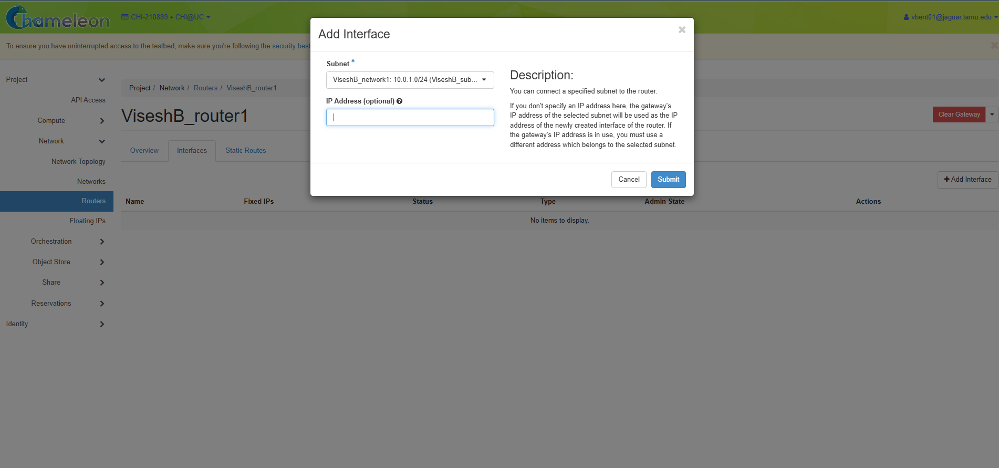 Chameleon
CHI-210889 • CHI@UC
vbent01@jaguar.tamu.edu
To ensure you have uninterrupted access to the testbed, make sure you're following the security best
Add Interface
Subnet *
ViseshB_network1: 10.0.1.0/24 (ViseshB_sub...
IP Address (optional)
Description:
You can connect a specified subnet to the router.
If you don't specify an IP address here, the gateway's
IP address of the selected subnet will be used as the IP
address of the newly created interface of the router. If
the gateway's IP address is in use, you must use a
different address which belongs to the selected subnet.
Cancel
Submit
Project
API Access
Compute
Network
Network Topology
Networks
Routers
Floating IPs
Orchestration
Object Store
Share
Reservations
Identity
Project / Network / Routers / ViseshB_router1
ViseshB_router1
Clear Gateway
Overview
Interfaces
Static Routes
+ Add Interface
Name Fixed IPs Status Type Admin State Actions
No items to display.